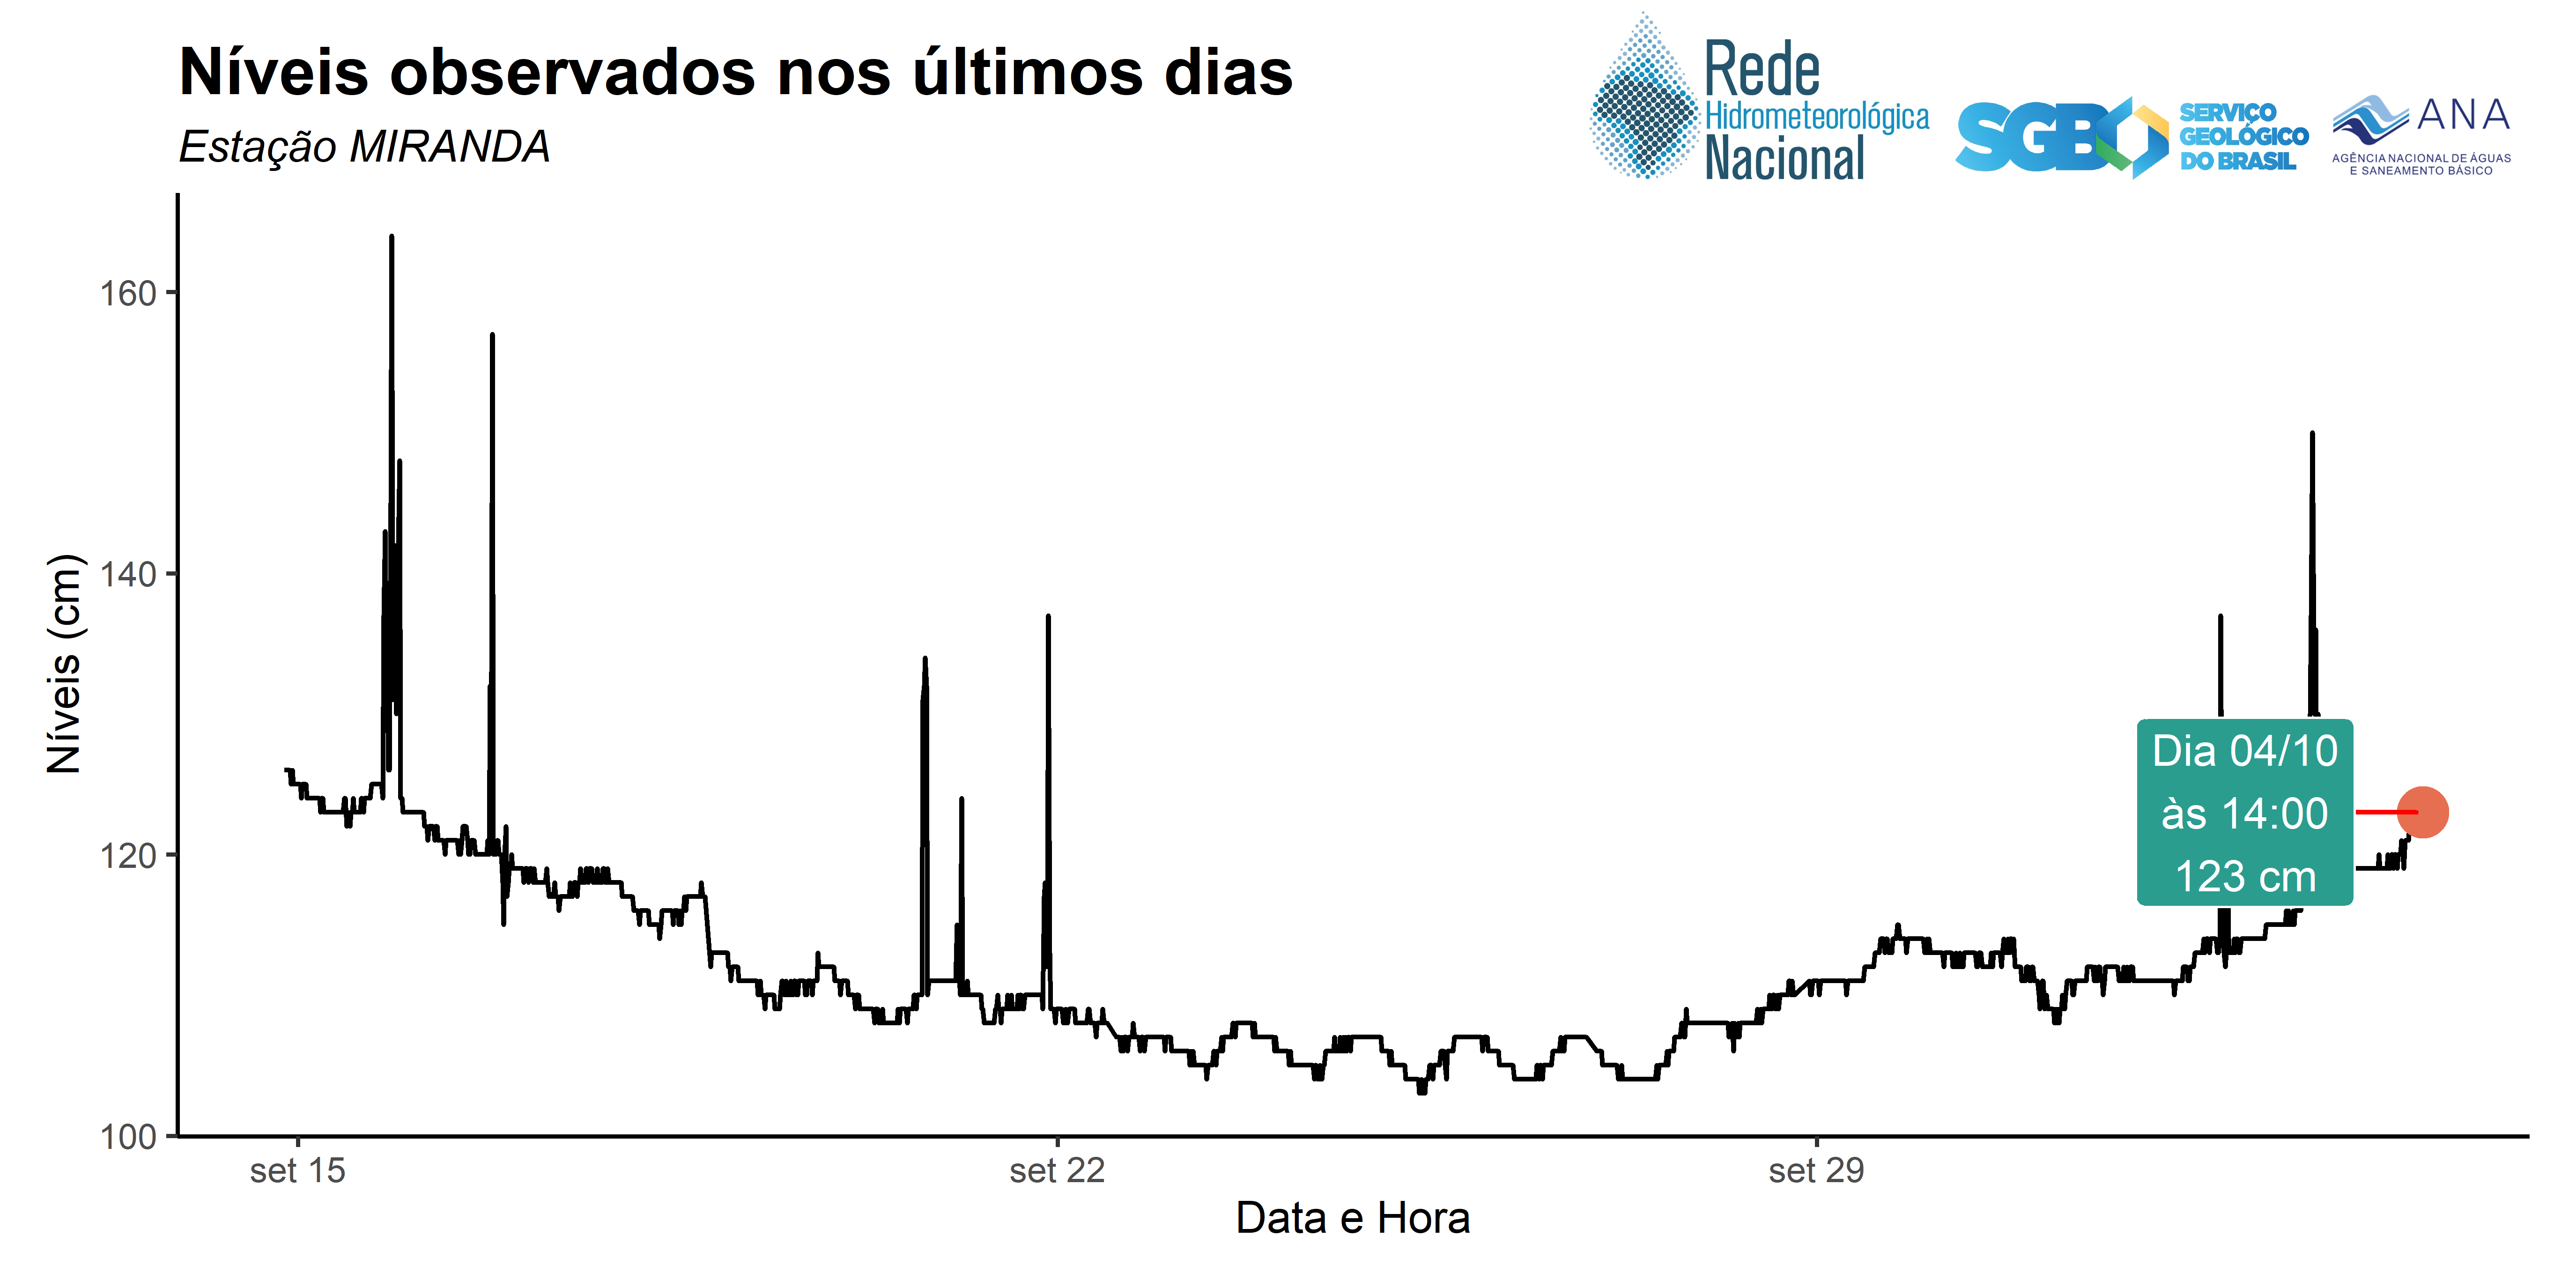 Níveis observados nos últimos dias
Estação MIRANDA
Rede
Hidrometeorológica
Nacional
SGB
SERVIÇO
GEOLÓGICO
DO BRASIL
ANA
AGÊNCIA NACIONAL DE ÁGUAS
E SANEAMENTO BÁSICO
Níveis (cm)
160
140
120
100
Dia 04/10
às 14:00
123 cm
set 15
set 22
set 29
Data e Hora